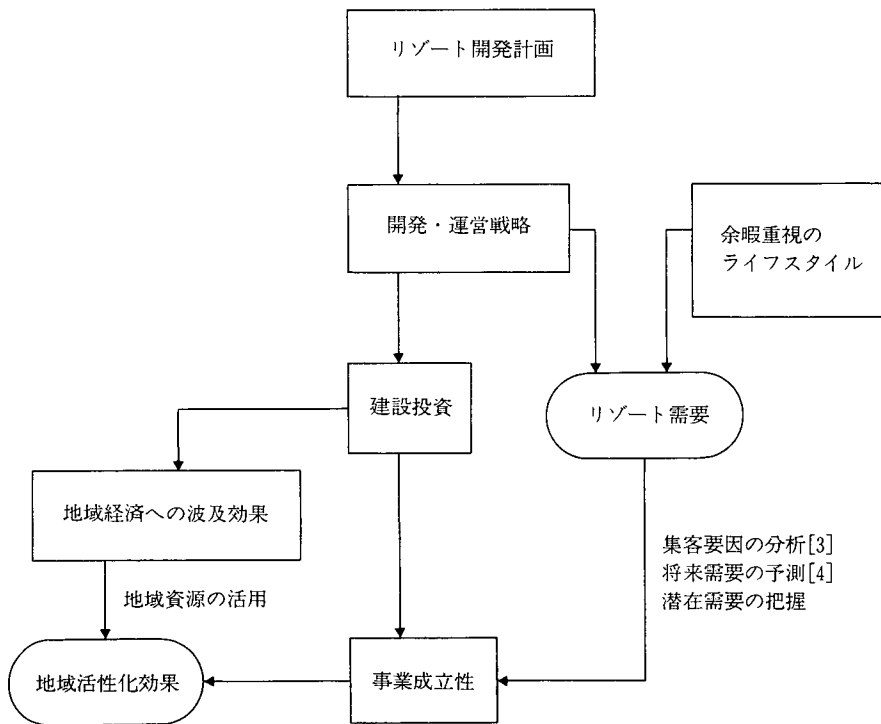 リゾート開発計画
開発・運営戦略
余暇重視の
ライフスタイル
建設投資
リゾート需要
地域経済への波及効果
集客要因の分析[3]
将来需要の予測[4]
潜在需要の把握
地域資源の活用
地域活性化効果
事業成立性